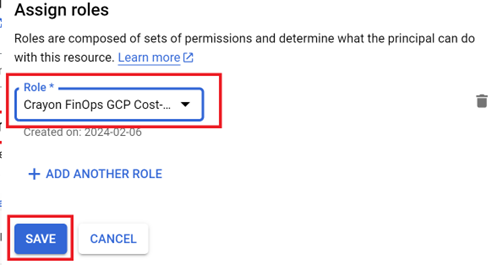 Assign roles
Roles are composed of sets of permissions and determine what the principal can do
with this resource. Learn more
Role *
Crayon FinOps GCP Cost-...
Created on: 2024-02-06
+ ADD ANOTHER ROLE
SAVE
CANCEL